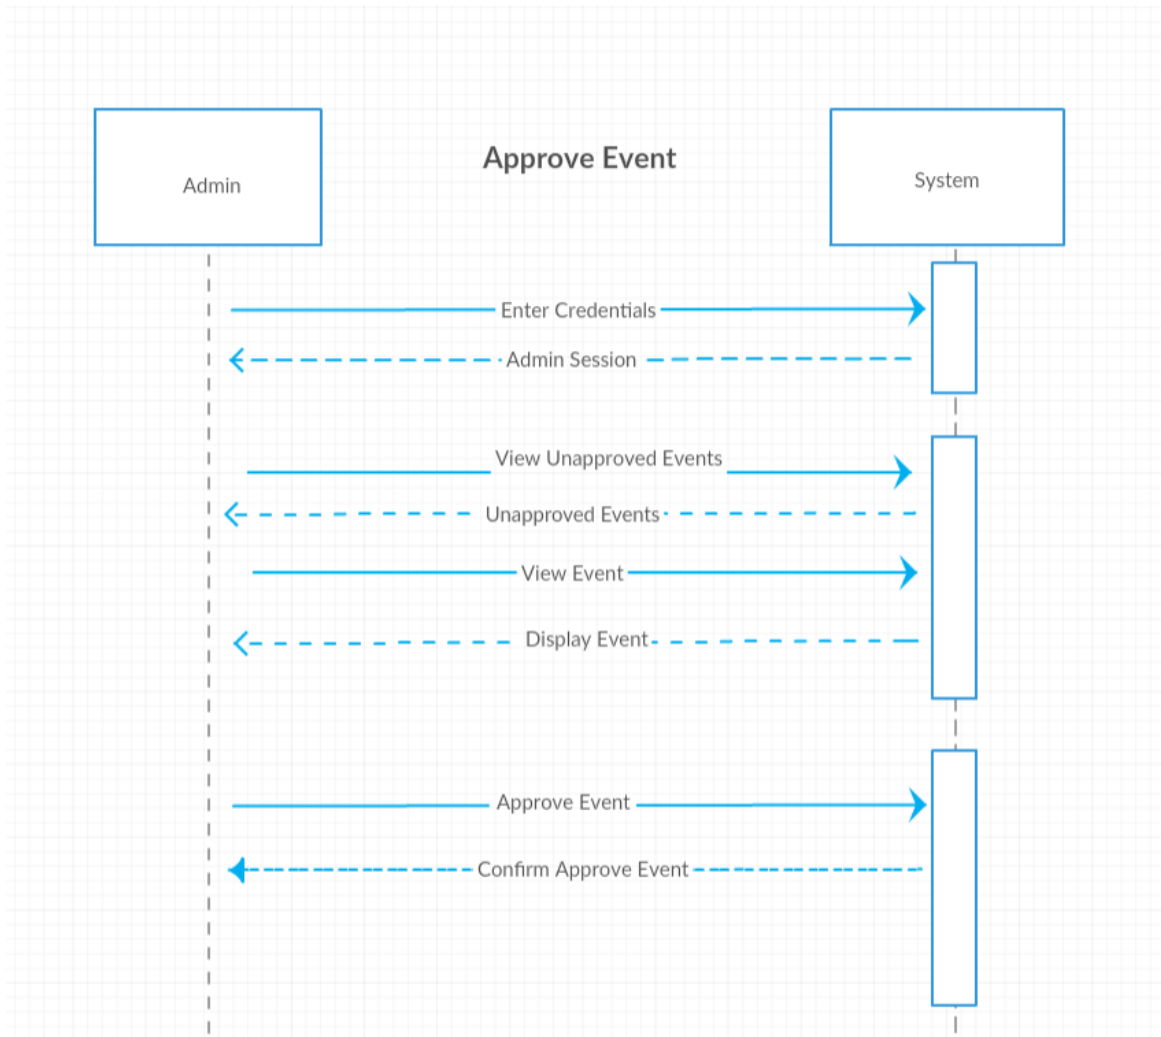 Approve Event
Admin
System
Enter Credentials
Admin Session
View Unapproved Events
Unapproved Events
View Event
Display Event
Approve Event
Confirm Approve Event